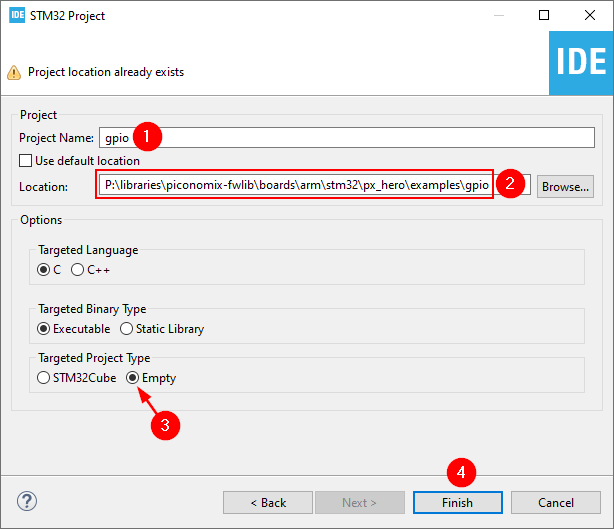 IDE STM32 Project
IDE
Project location already exists
Project
Project Name: gpio 1
Use default location
Location: P:\libraries\piconomix-fwlib\boards\arm\stm32\px_hero\examples\gpio 2 Browse...
Options
Targeted Language
C C++
Targeted Binary Type
Executable Static Library
Targeted Project Type
STM32Cube Empty
3
4
? < Back Next > Finish Cancel